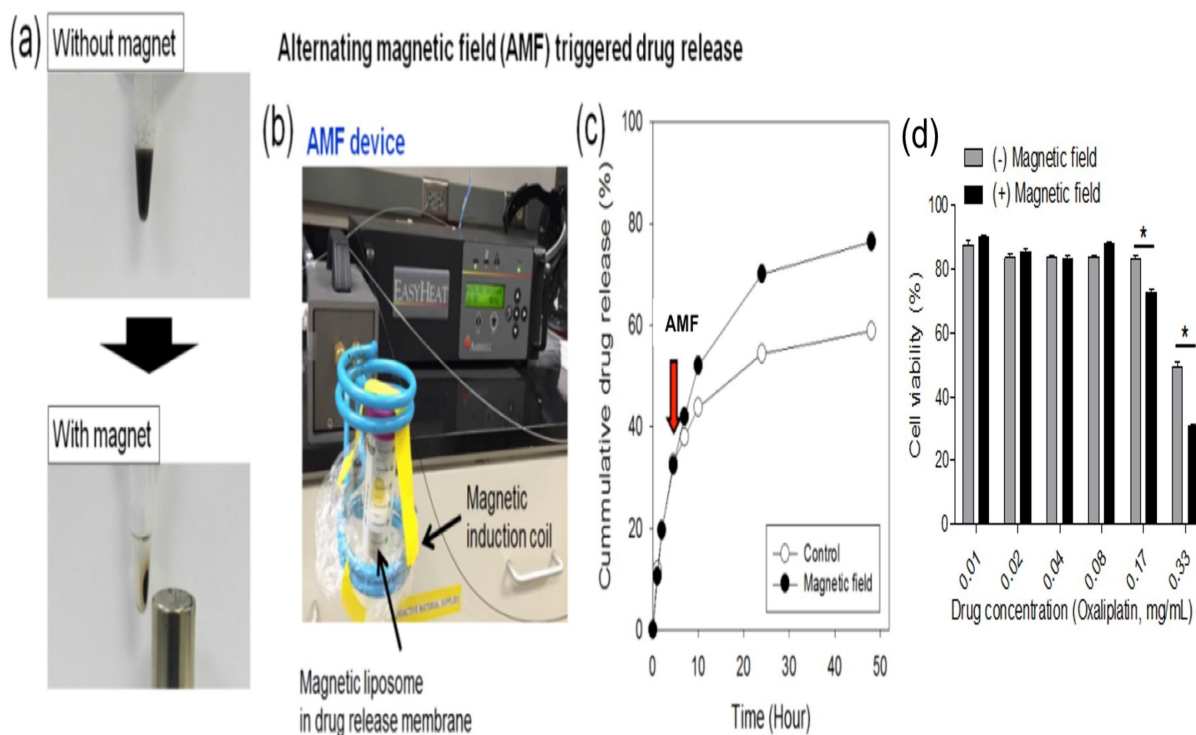 (a)
Without magnet
With magnet
Alternating magnetic field (AMF) triggered drug release
(b)
AMF device
EASYHEAT
AMERITHERM
Magnetic
induction coil
Magnetic liposome
in drug release membrane
(c)
Cummulative drug release (%)
100
80
60
40
20
0
AMF
Control
Magnetic field
0
10
20
30
40
50
Time (Hour)
(d)
(-) Magnetic field
(+) Magnetic field
Cell viability (%)
100
80
60
40
80
0
*
*
0.01
0.02
0.04
0.08
0.17
0.33
Drug concentration (Oxaliplatin, mg/mL)